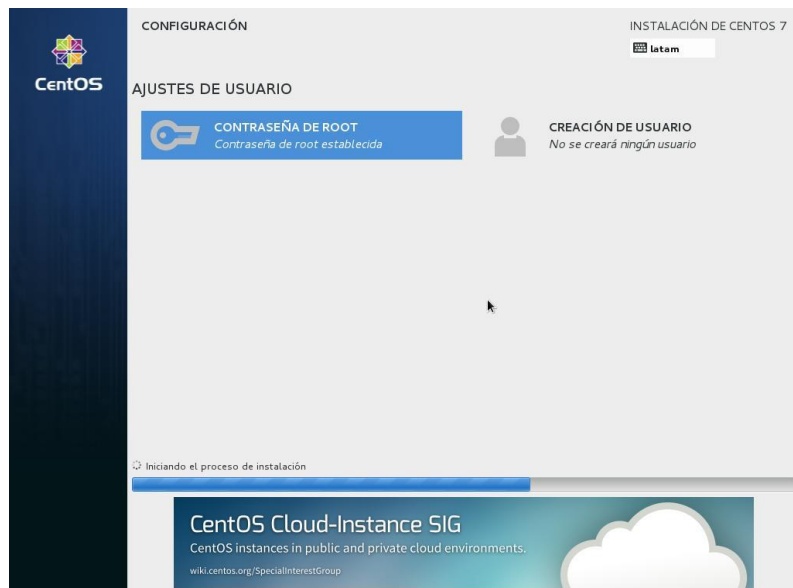 CONFIGURACIÓN
INSTALACIÓN DE CENTOS 7
latam
CentOS
AJUSTES DE USUARIO
CONTRASEÑA DE ROOT
Contraseña de root establecida
CREACIÓN DE USUARIO
No se creará ningún usuario
Iniciando el proceso de instalación
CentOS Cloud-Instance SIG
CentOS instances in public and private cloud environments.
wiki.centos.org/SpecialInterestGroup